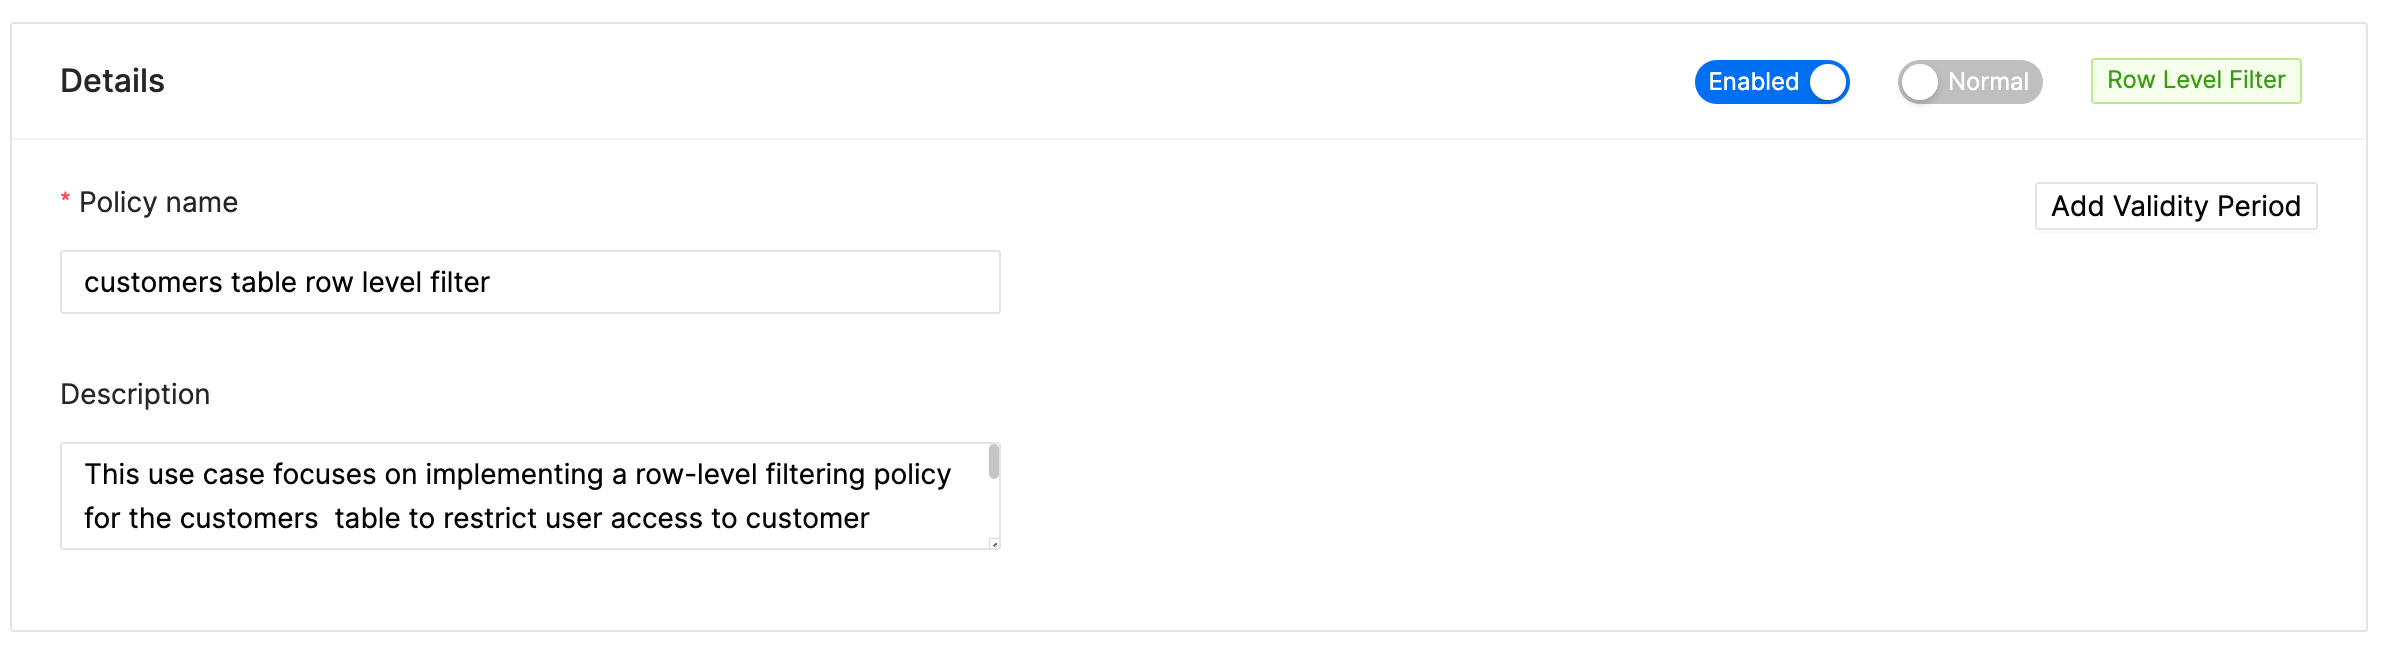 Details
Enabled
Normal
Row Level Filter
* Policy name
Add Validity Period
customers table row level filter
Description
This use case focuses on implementing a row-level filtering policy
for the customers  table to restrict user access to customer